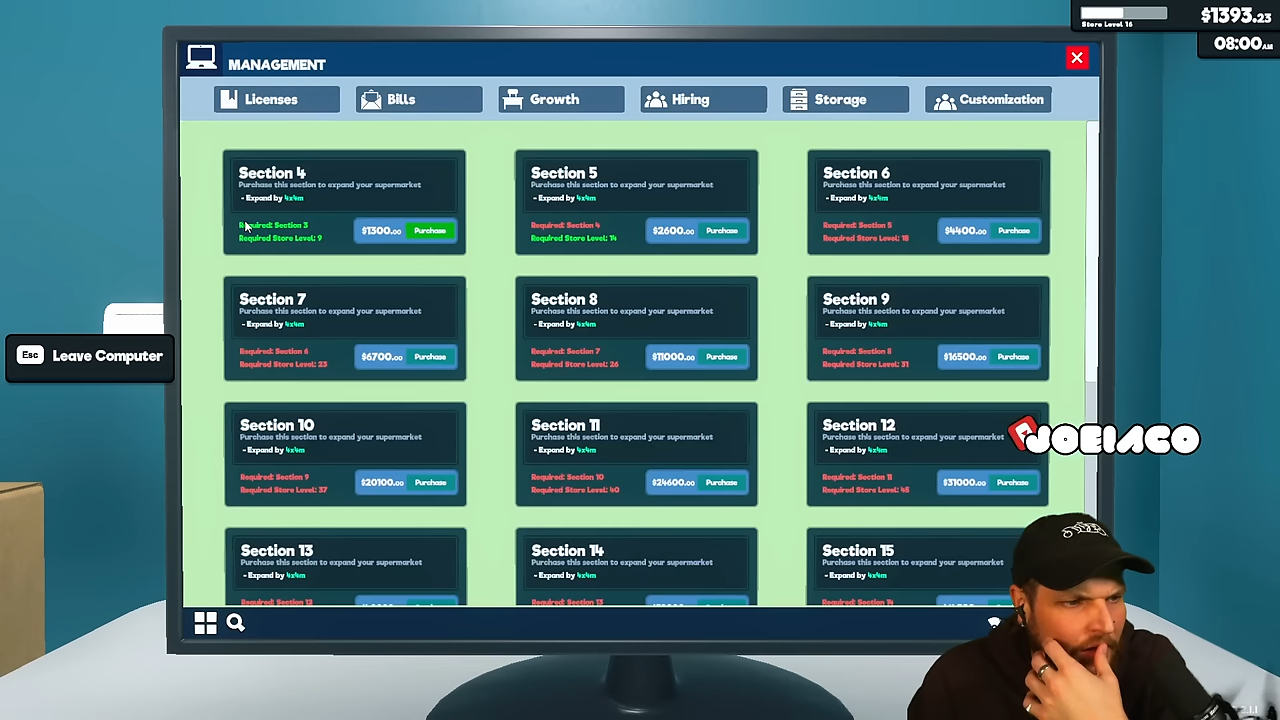 $1393.23
Store Level 16
08:00AM
MANAGEMENT
Licenses
Bills
Growth
Hiring
Storage
Customization
Section 4
Purchase this section to expand your supermarket
- Expand by 4x4m
Required: Section 3
Required Store Level: 9
$1300.00 Purchase
Section 5
Purchase this section to expand your supermarket
- Expand by 4x4m
Required: Section 4
Required Store Level: 14
$2600.00 Purchase
Section 6
Purchase this section to expand your supermarket
- Expand by 4x4m
Required: Section 5
Required Store Level: 18
$4400.00 Purchase
Section 7
Purchase this section to expand your supermarket
- Expand by 4x4m
Required: Section 6
Required Store Level: 23
$6700.00 Purchase
Section 8
Purchase this section to expand your supermarket
- Expand by 4x4m
Required: Section 7
Required Store Level: 26
$11000.00 Purchase
Section 9
Purchase this section to expand your supermarket
- Expand by 4x4m
Required: Section 8
Required Store Level: 31
$16500.00 Purchase
Esc Leave Computer
Section 10
Purchase this section to expand your supermarket
- Expand by 4x4m
Required: Section 9
Required Store Level: 37
$20100.00 Purchase
Section 11
Purchase this section to expand your supermarket
- Expand by 4x4m
Required: Section 10
Required Store Level: 40
$24600.00 Purchase
Section 12
Purchase this section to expand your supermarket
- Expand by 4x4m
Required: Section 11
Required Store Level: 45
$31000.00 Purchase
JOEIACO
Section 13
Purchase this section to expand your supermarket
- Expand by 4x4m
Required: Section 12
Section 14
Purchase this section to expand your supermarket
- Expand by 4x4m
Required: Section 13
Section 15
Purchase this section to expand your supermarket
- Expand by 4x4m
Required: Section 14